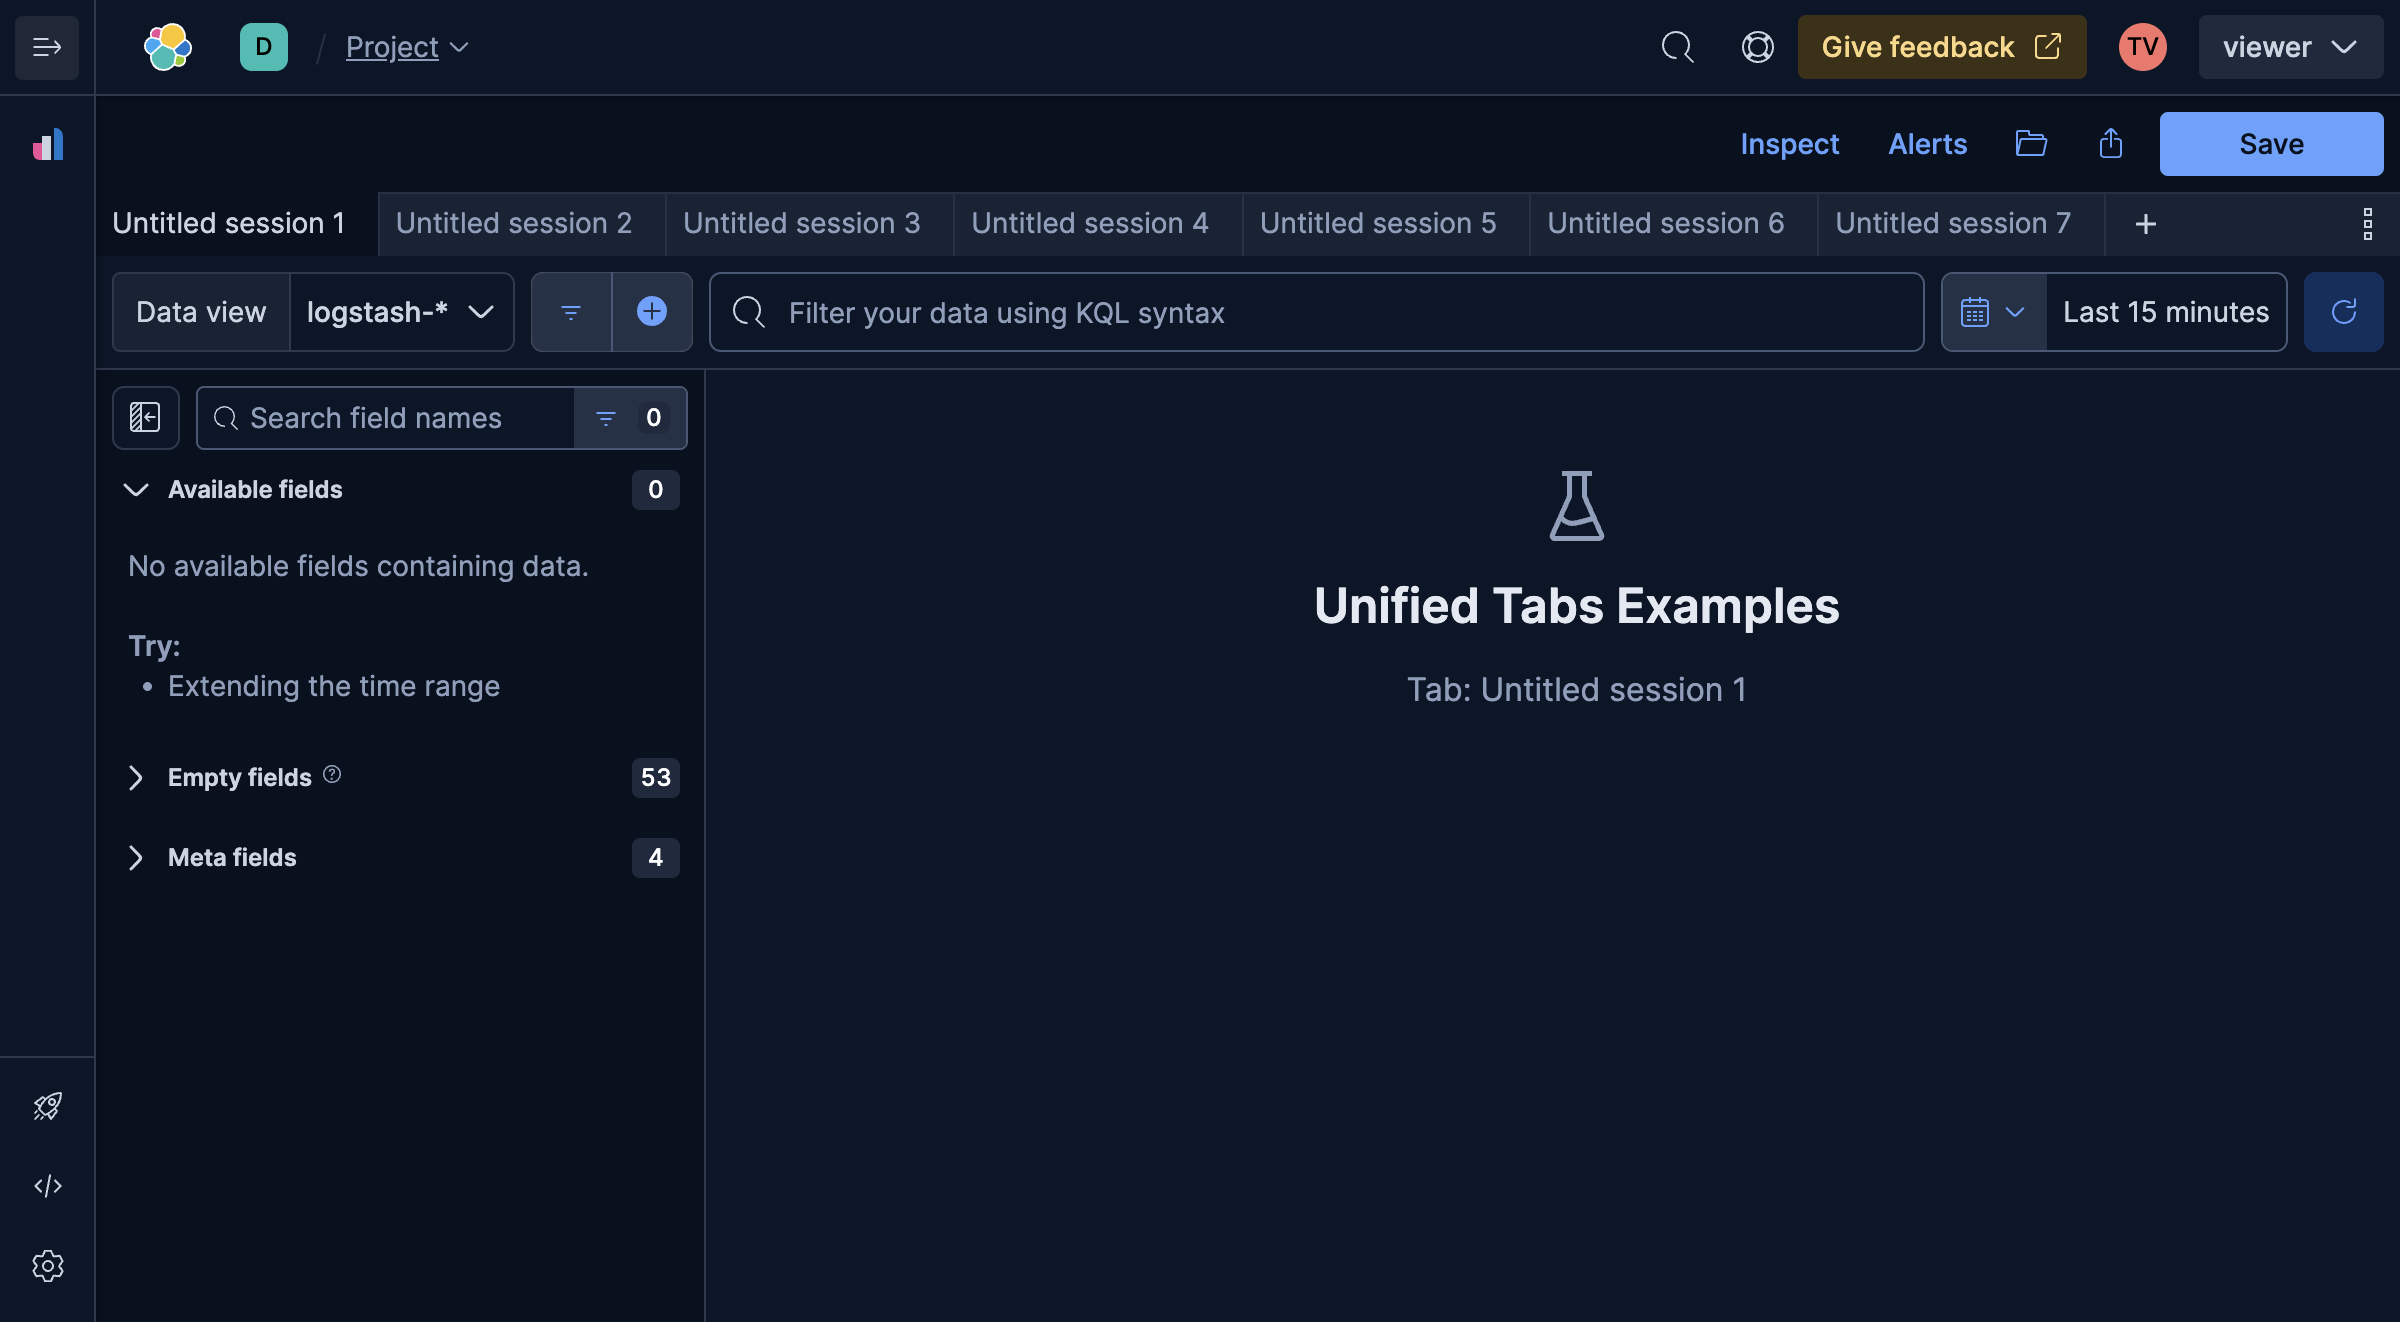 D / Project
Give feedback
TV
viewer
Inspect
Alerts
Save
Untitled session 1
Untitled session 2
Untitled session 3
Untitled session 4
Untitled session 5
Untitled session 6
Untitled session 7
Data view
logstash-*
Filter your data using KQL syntax
Last 15 minutes
Search field names
0
Available fields
0
No available fields containing data.
Try:
• Extending the time range
Empty fields
53
Meta fields
4
Unified Tabs Examples
Tab: Untitled session 1